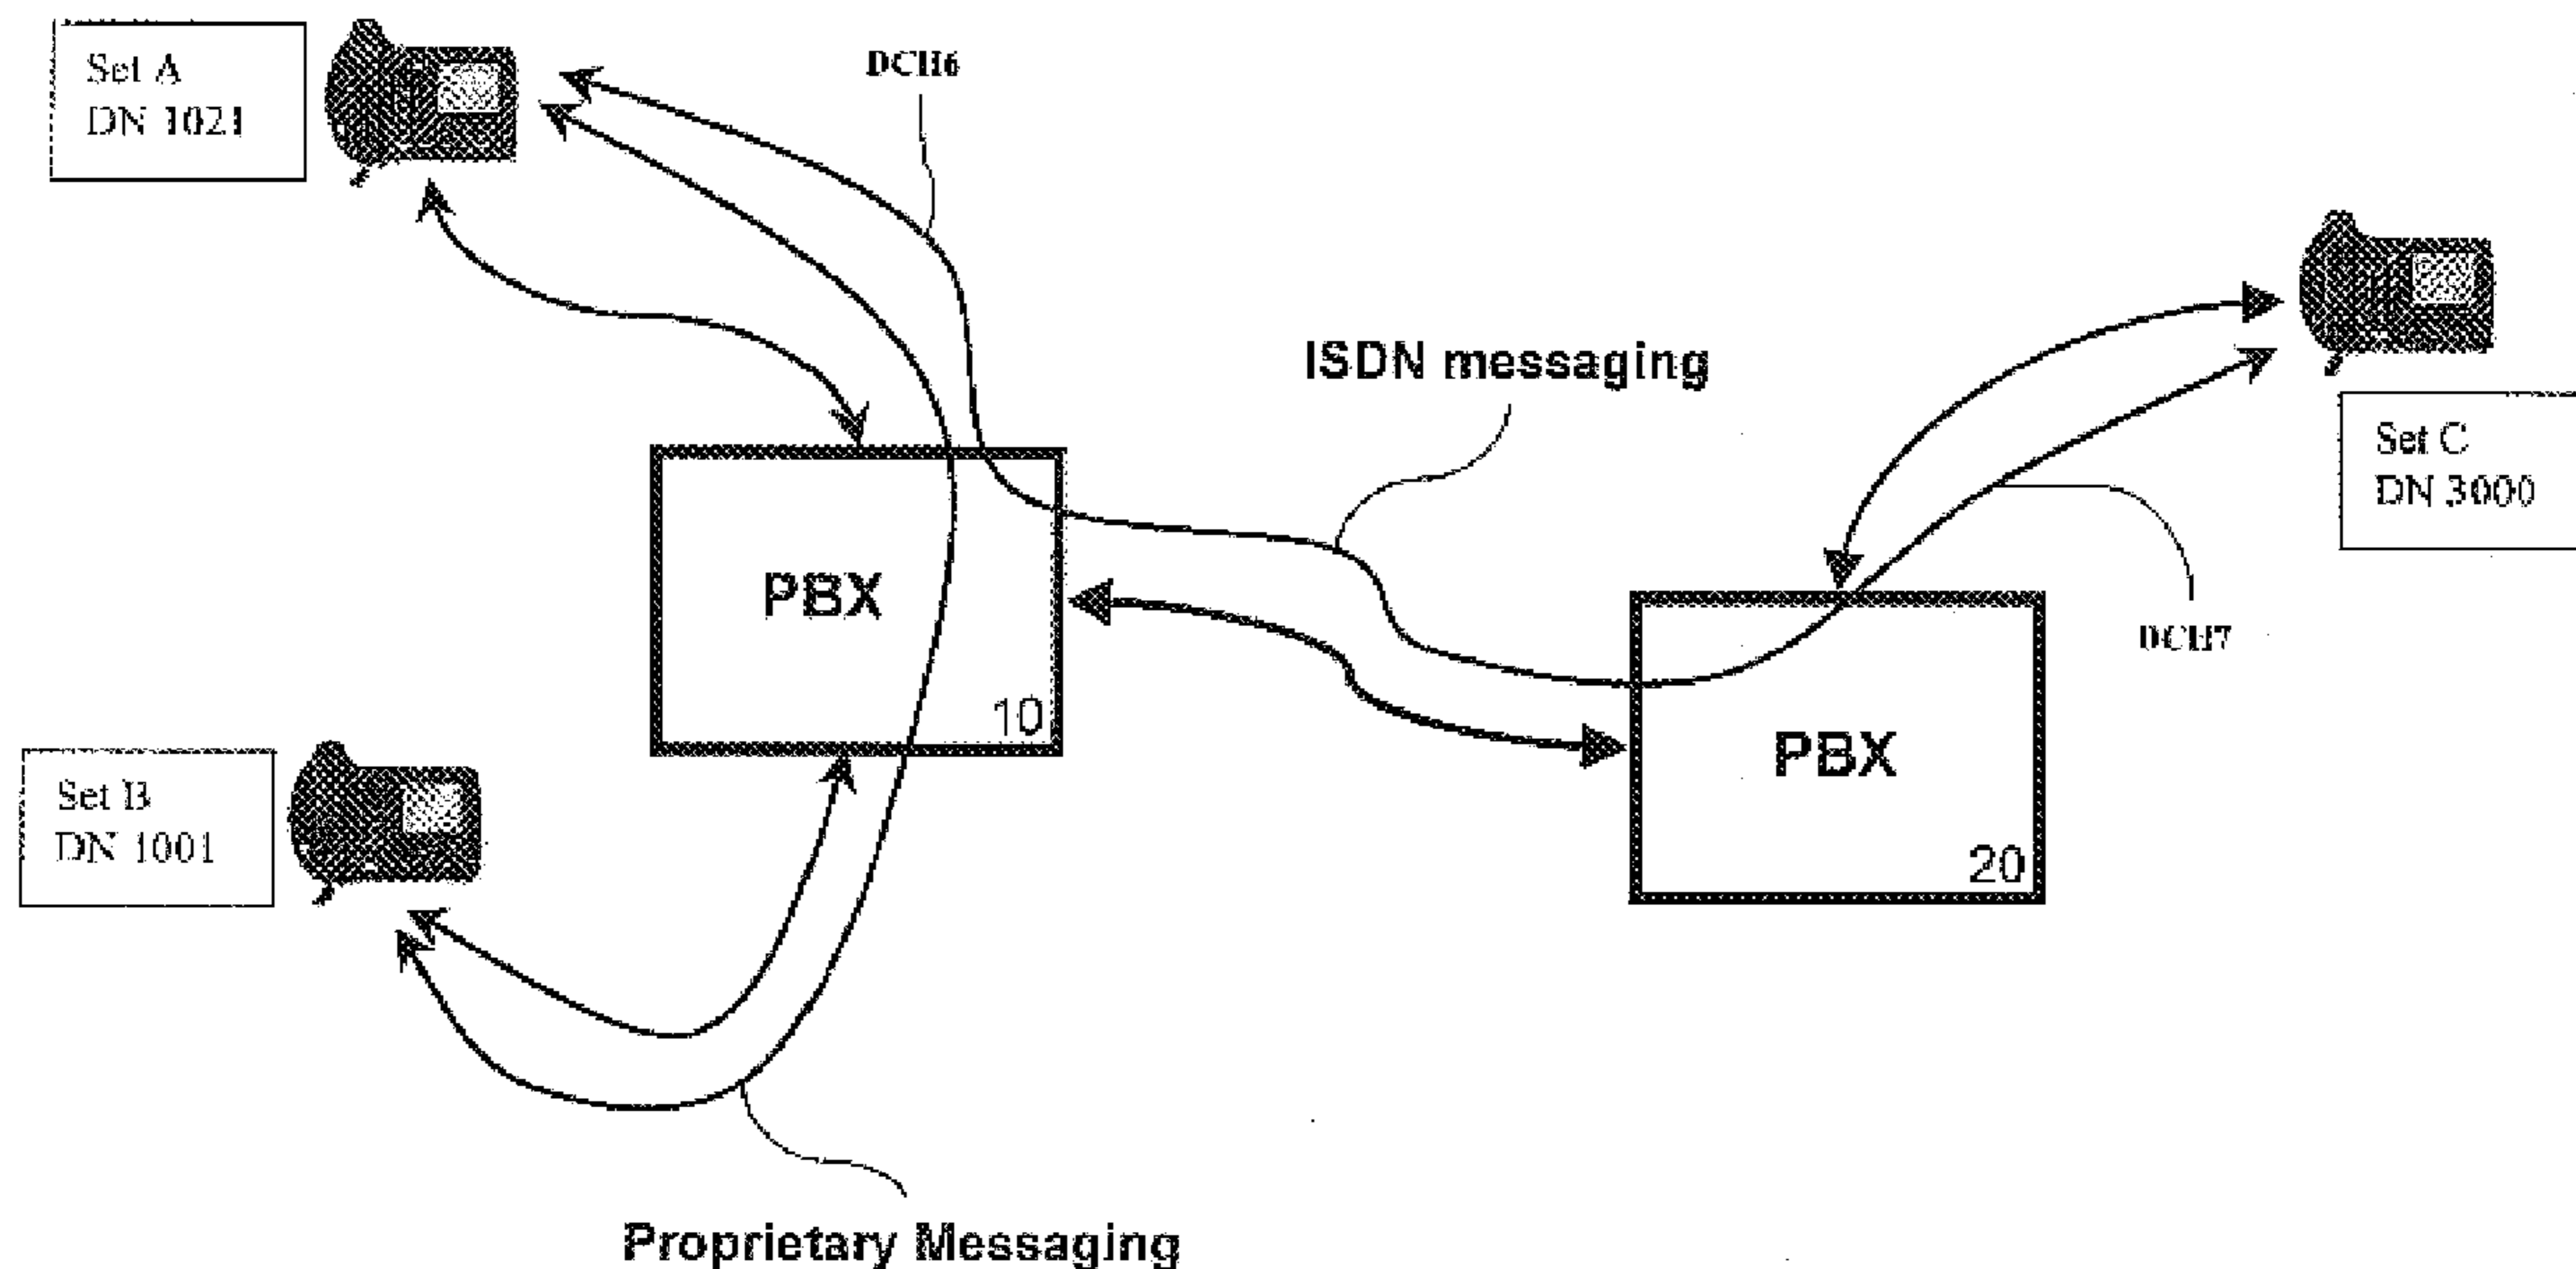 Set A
DN 1021
DCH6
ISDN messaging
Set C
DN 3000
PBX
10
DCH7
PBX
20
Set B
DN 1001
Proprietary Messaging